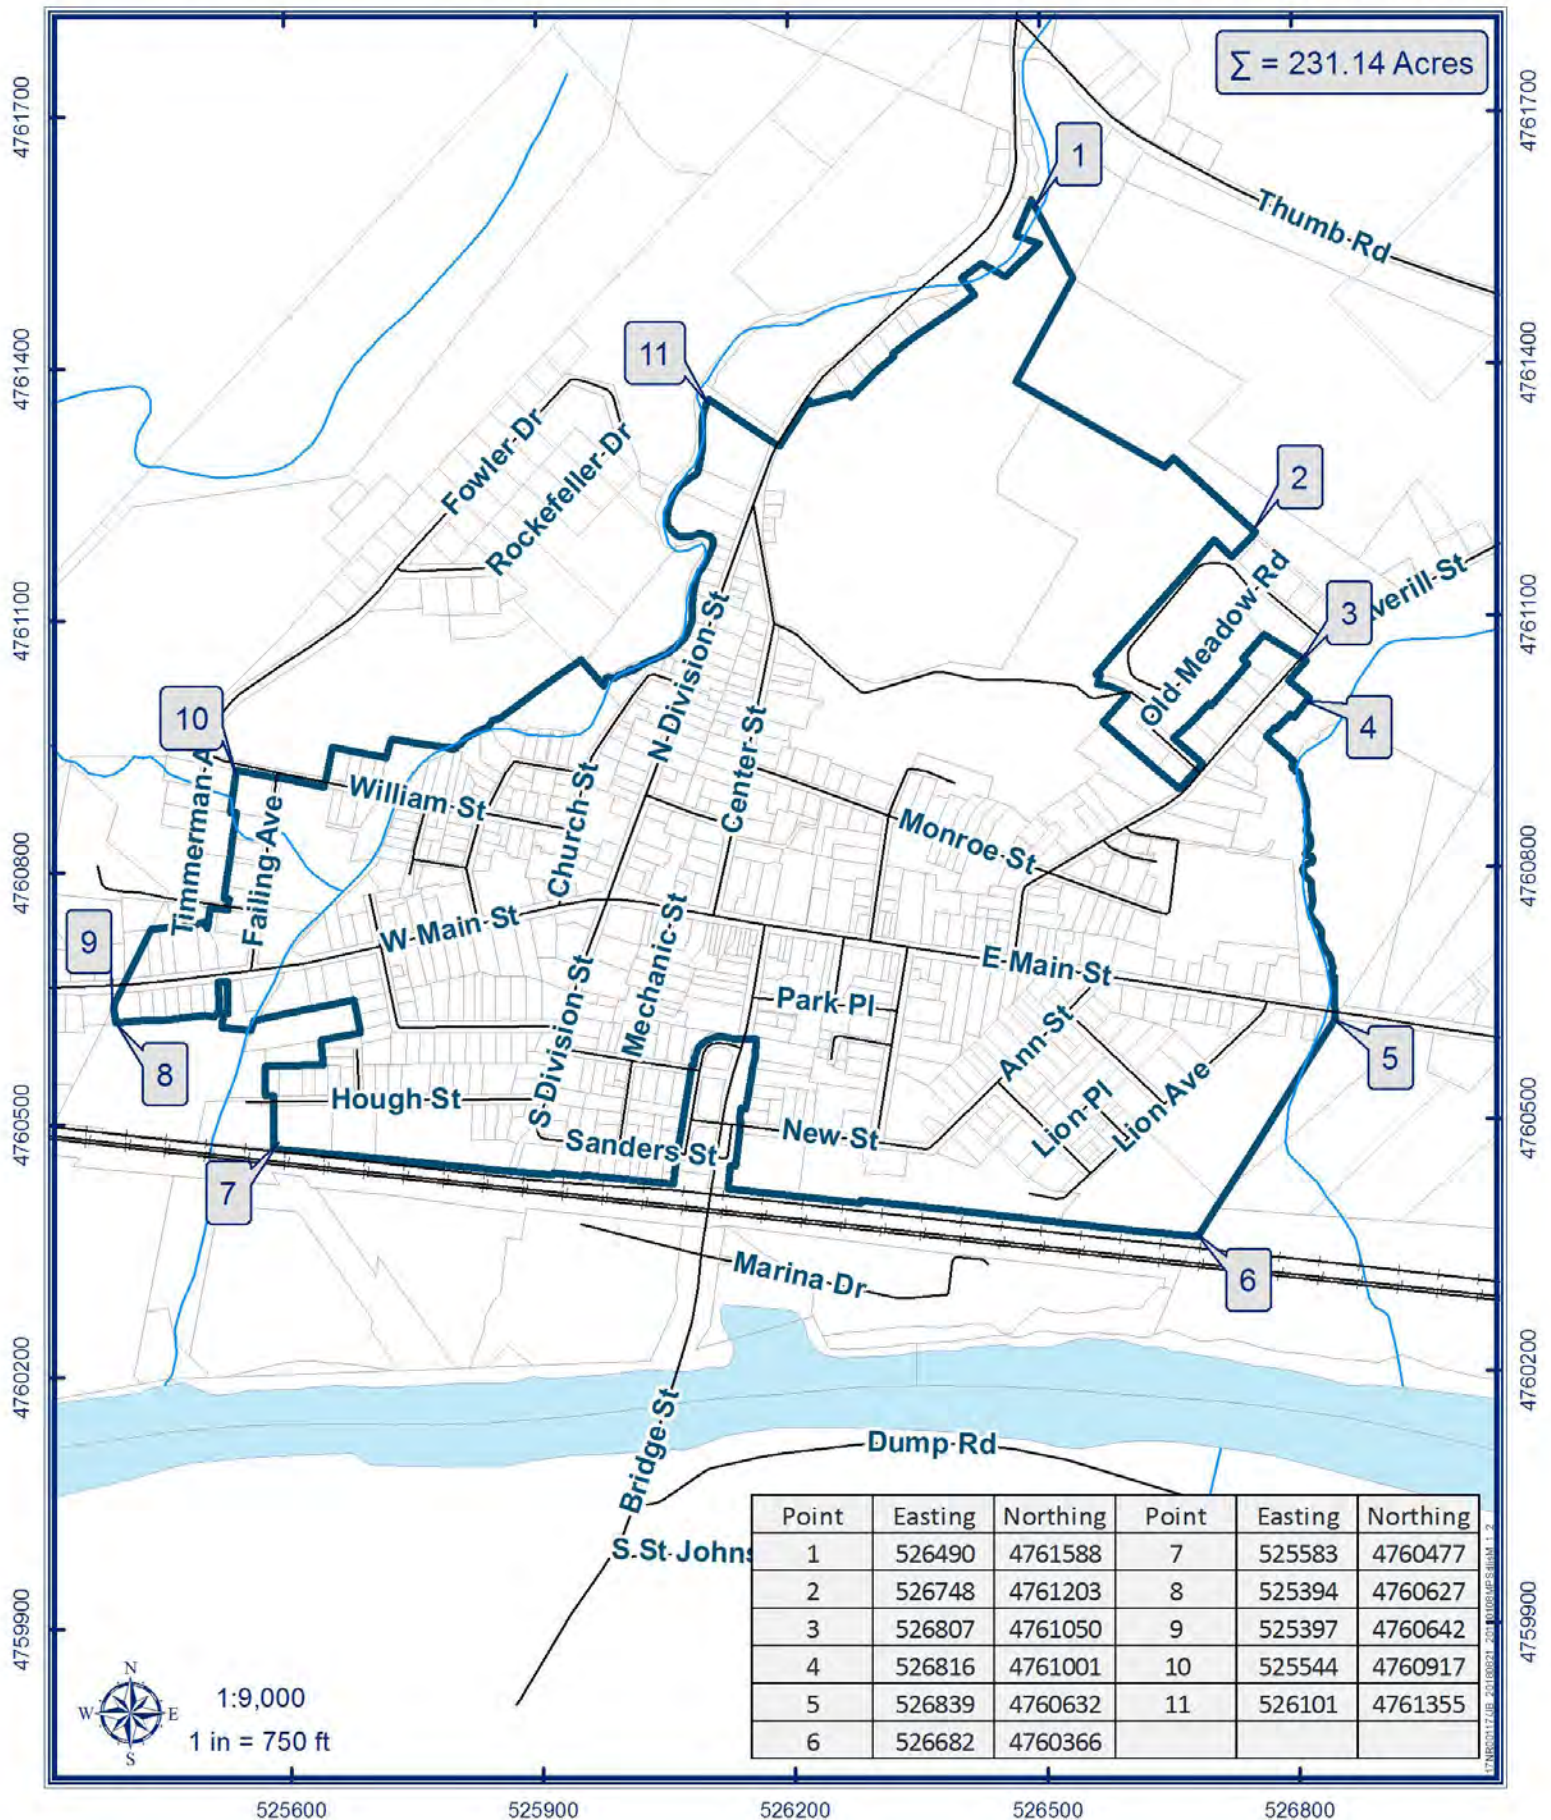 Σ = 231.14 Acres
4761700
4761700
1
Thumb Rd
4761400
4761400
11
Fowler Dr
Rockefeller Dr
2
4761100
4761100
verill St
3
Old Meadow Rd
4
10
N Division St
Center St
Timmerman A
William St
Church St
Failing Ave
Monroe St
4760800
4760800
9
W Main St
Mechanic St
E Main St
Park Pl
S Division St
Ann St
8
5
Hough St
Lion Pl
Lion Ave
4760500
4760500
Sanders St
New St
7
6
Marina Dr
4760200
4760200
Bridge St
Dump Rd
S St Johns
Point Easting Northing Point Easting Northing
1 526490 4761588 7 525583 4760477
2 526748 4761203 8 525394 4760627
3 526807 4761050 9 525397 4760642
4 526816 4761001 10 525544 4760917
5 526839 4760632 11 526101 4761355
6 526682 4760366
4759900
4759900
N
W E
S
1:9,000
1 in = 750 ft
525600 525900 526200 526500 526800